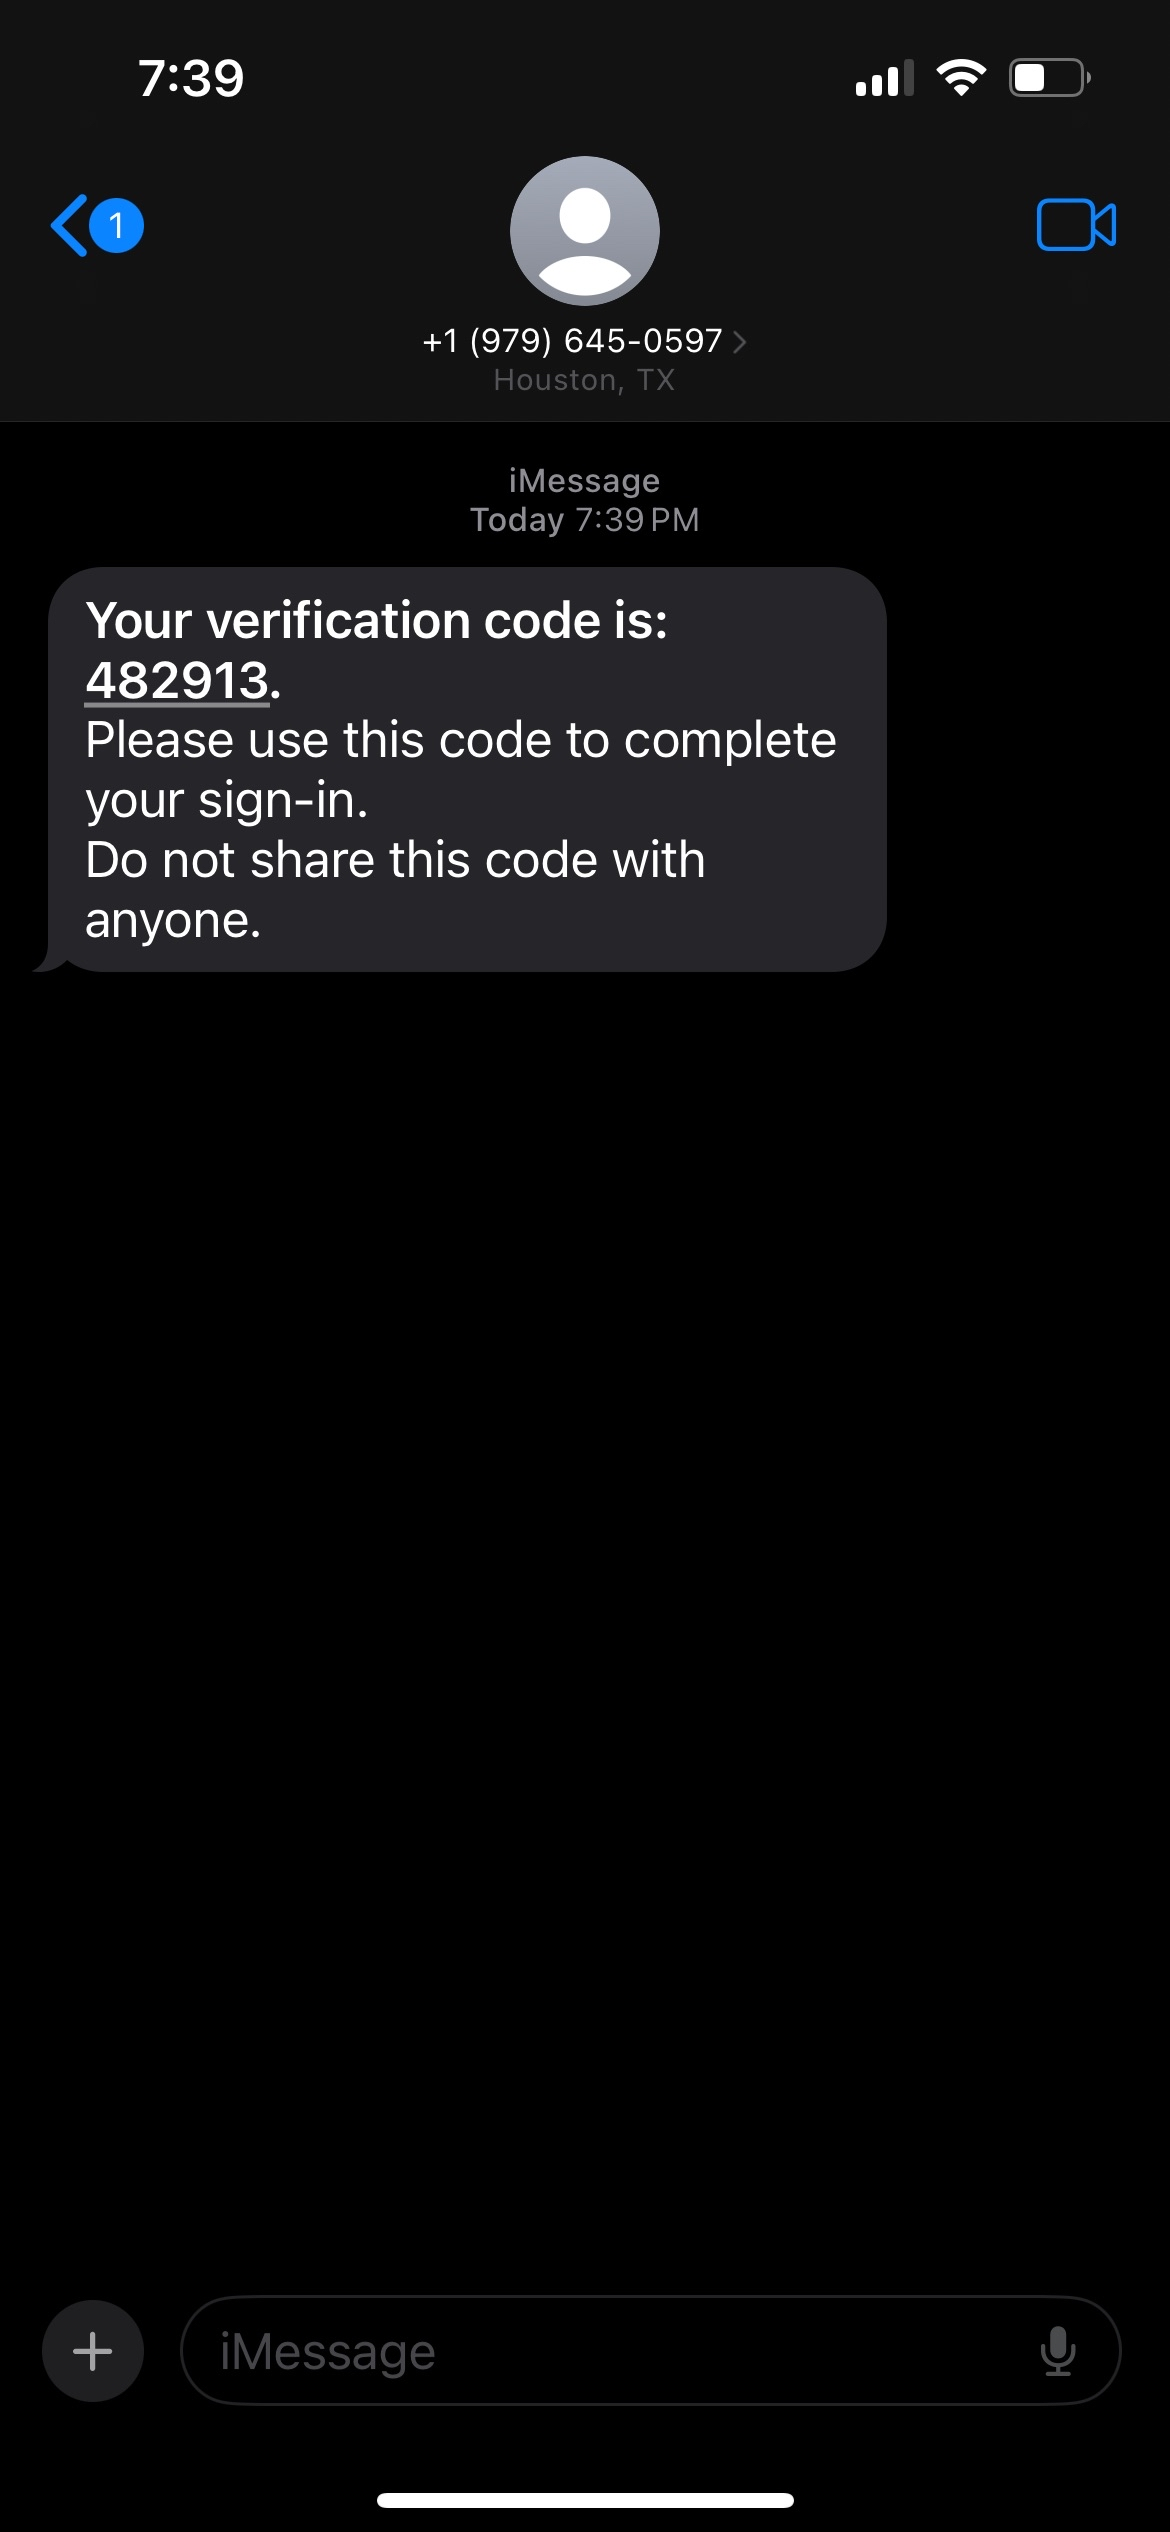 7:39
1
+1 (979) 645-0597
Houston, TX
iMessage
Today 7:39 PM
Your verification code is:
482913.
Please use this code to complete
your sign-in.
Do not share this code with
anyone.
iMessage